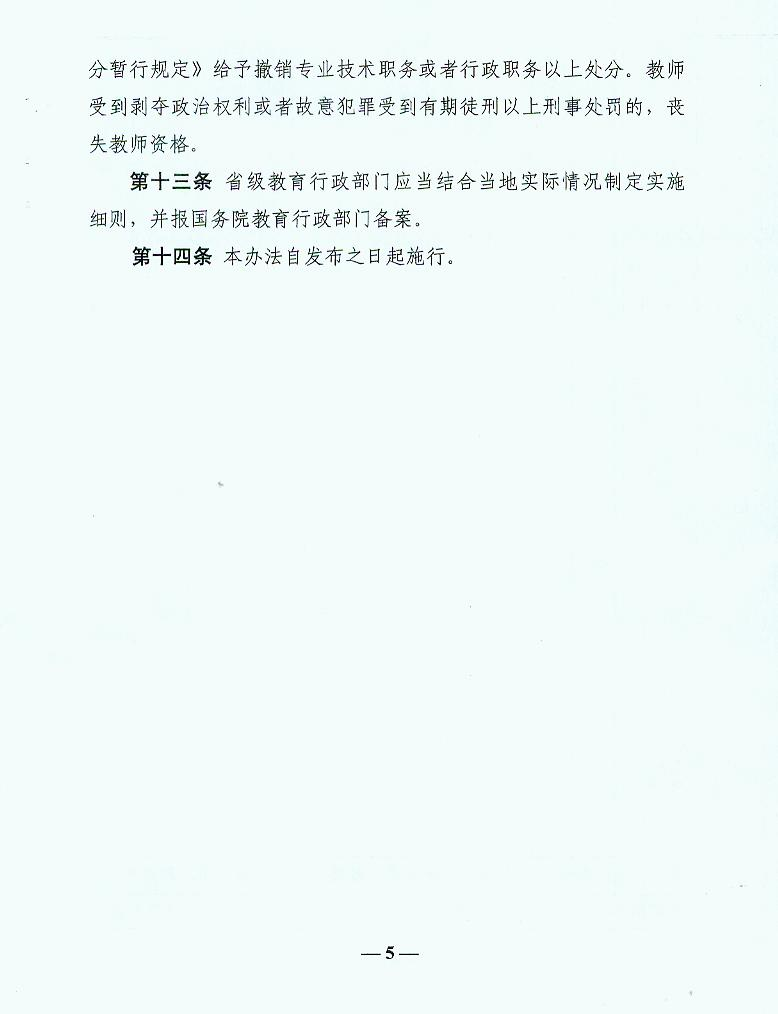 分暂行规定》给予撤销专业技术职务或者行政职务以上处分。教师
受到剥夺政治权利或者故意犯罪受到有期徒刑以上刑事处罚的，丧
失教师资格。
第十三条 省级教育行政部门应当结合当地实际情况制定实施
细则，并报国务院教育行政部门备案。
第十四条 本办法自发布之日起施行。
— 5 —